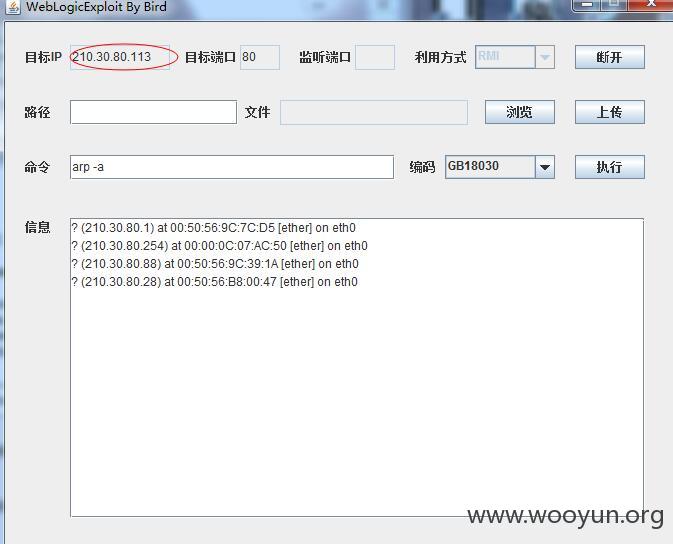 WebLogicExploit By Bird
目标IP 210.30.80.113 目标端口 80 监听端口 利用方式 RMI 断开
路径 文件 浏览 上传
命令 arp -a 编码 GB18030 执行
信息
? (210.30.80.1) at 00:50:56:9C:7C:D5 [ether] on eth0
? (210.30.80.254) at 00:00:0C:07:AC:50 [ether] on eth0
? (210.30.80.88) at 00:50:56:9C:39:1A [ether] on eth0
? (210.30.80.28) at 00:50:56:B8:00:47 [ether] on eth0
www.wooyun.org